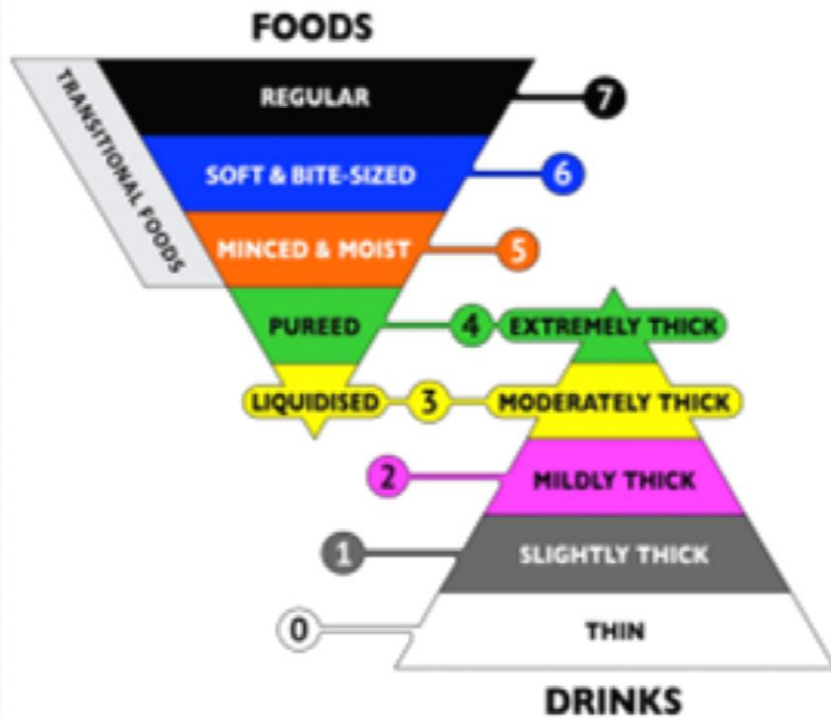 FOODS
TRANSITIONAL FOODS
REGULAR
7
SOFT & BITE-SIZED
6
MINCED & MOIST
5
PUREED
4
EXTREMELY THICK
LIQUIDISED
3
MODERATELY THICK
2
MILDLY THICK
1
SLIGHTLY THICK
0
THIN
DRINKS